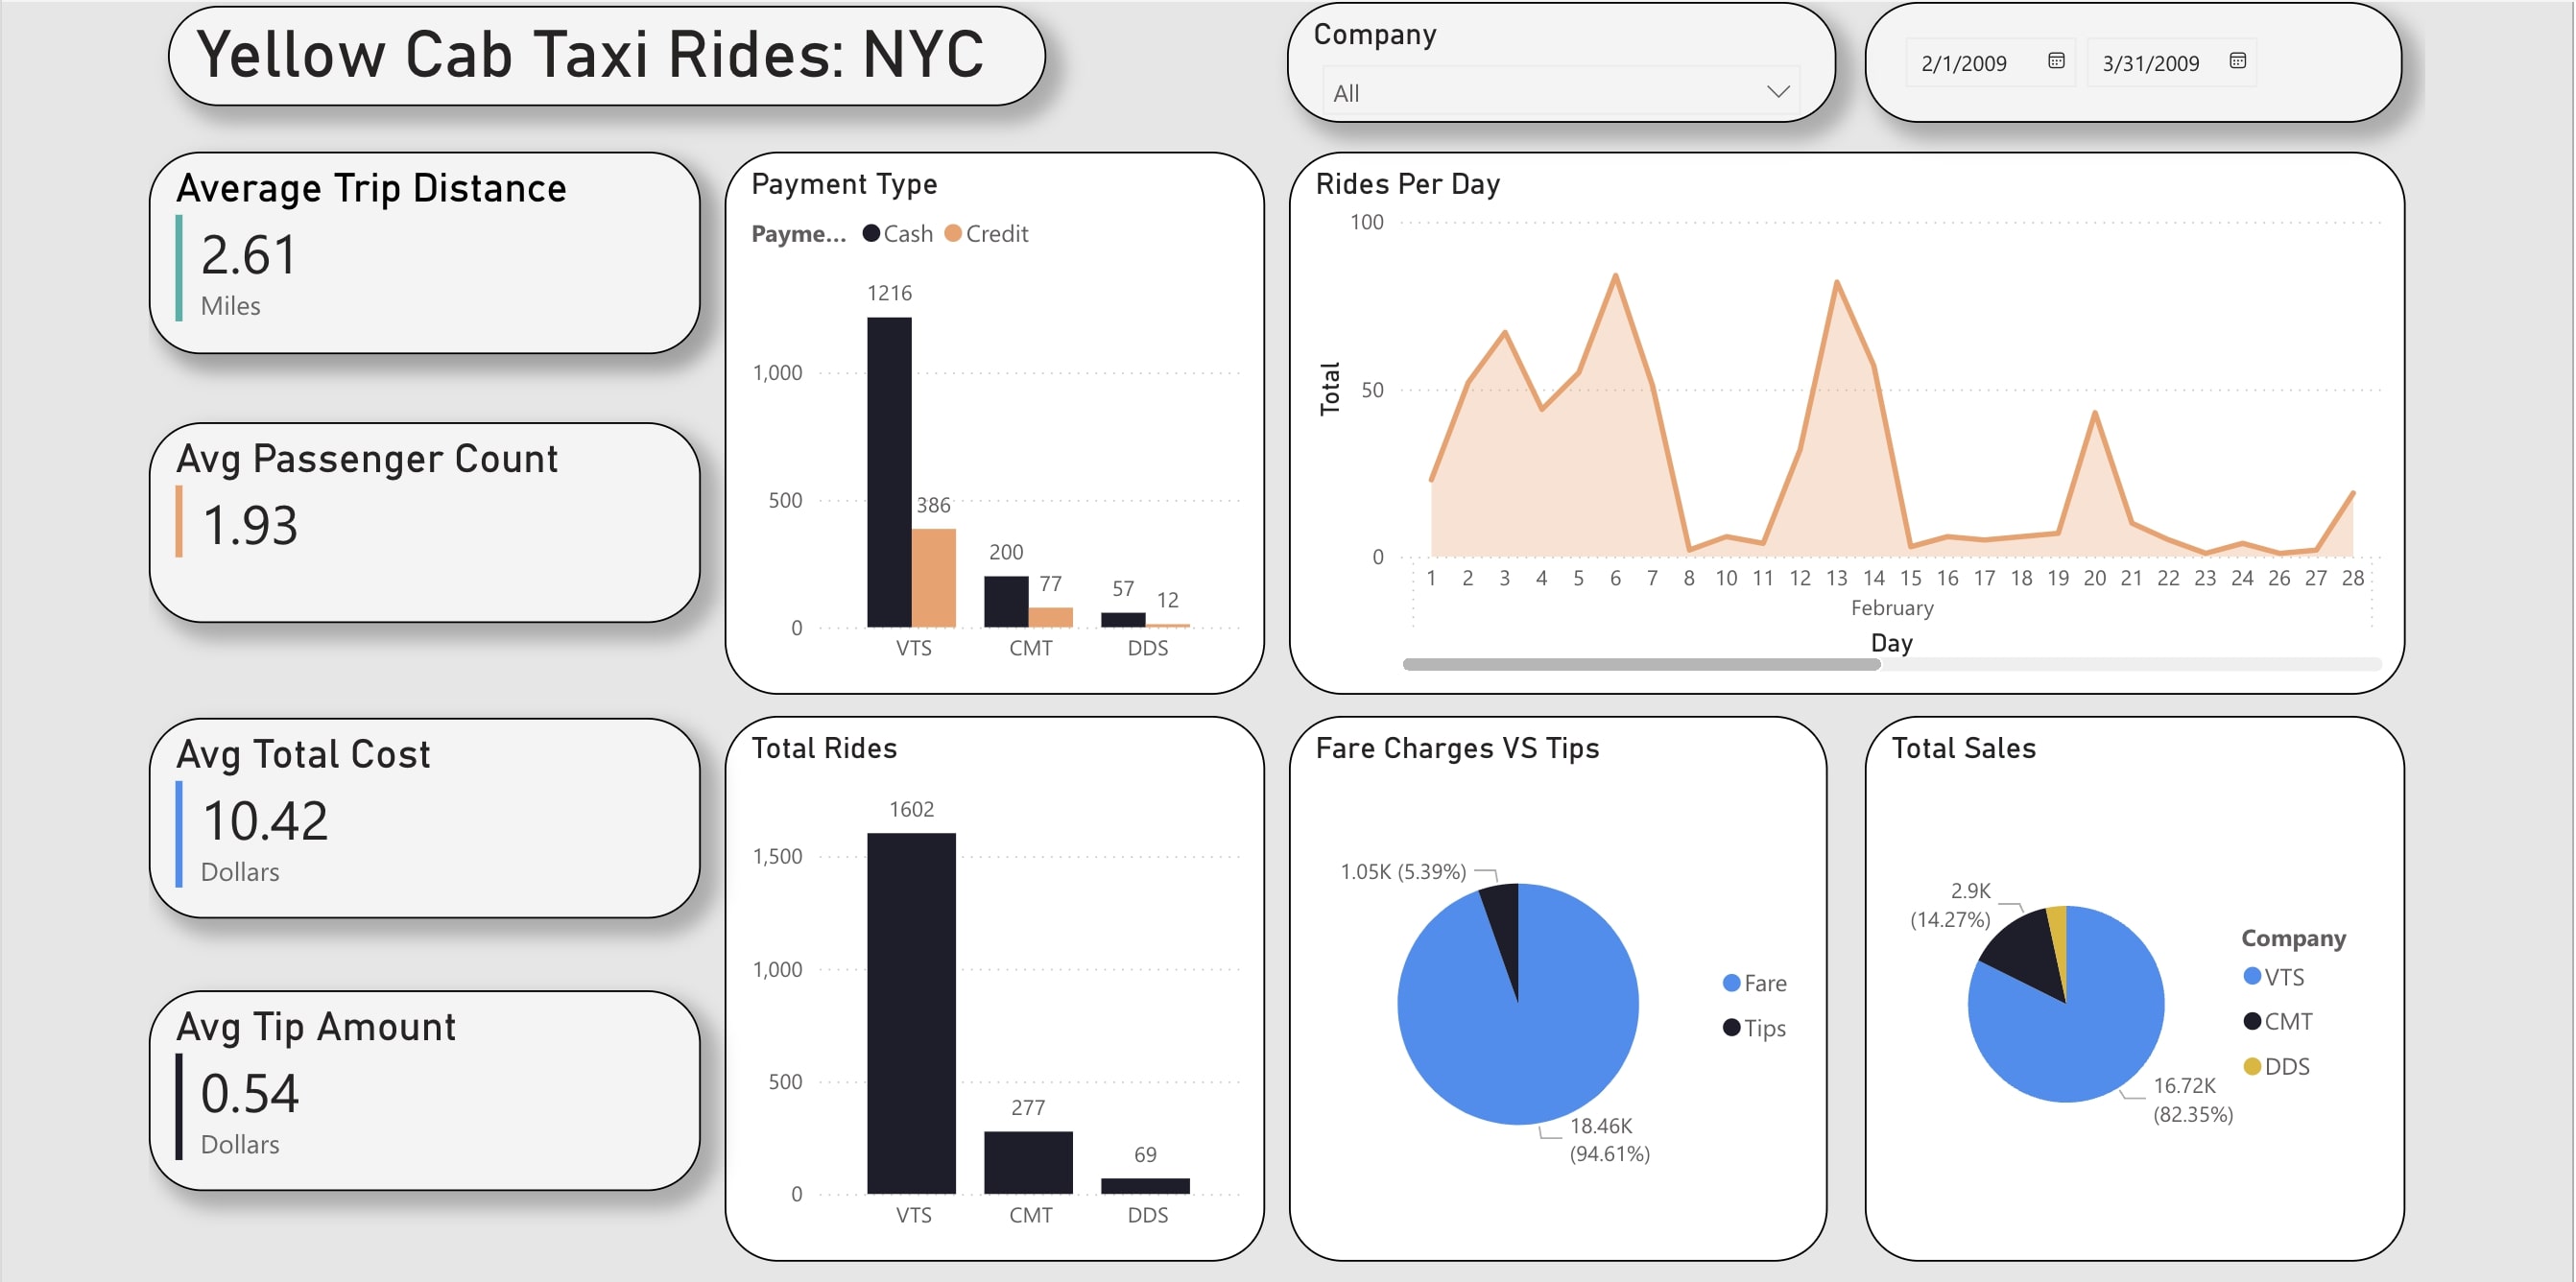 Yellow Cab Taxi Rides: NYC
Company
All
2/1/2009
3/31/2009
Average Trip Distance
2.61
Miles
Avg Passenger Count
1.93
Avg Total Cost
10.42
Dollars
Avg Tip Amount
0.54
Dollars
Payment Type
Payme... Cash Credit
1216
1,000
500
386
200
77
57
12
0
VTS CMT DDS
Rides Per Day
100
50
0
Total
1 2 3 4 5 6 7 8 10 11 12 13 14 15 16 17 18 19 20 21 22 23 24 26 27 28
February
Day
Total Rides
1602
1,500
1,000
500
277
69
0
VTS CMT DDS
Fare Charges VS Tips
1.05K (5.39%)
Fare
Tips
18.46K
(94.61%)
Total Sales
2.9K
(14.27%)
Company
VTS
CMT
DDS
16.72K
(82.35%)